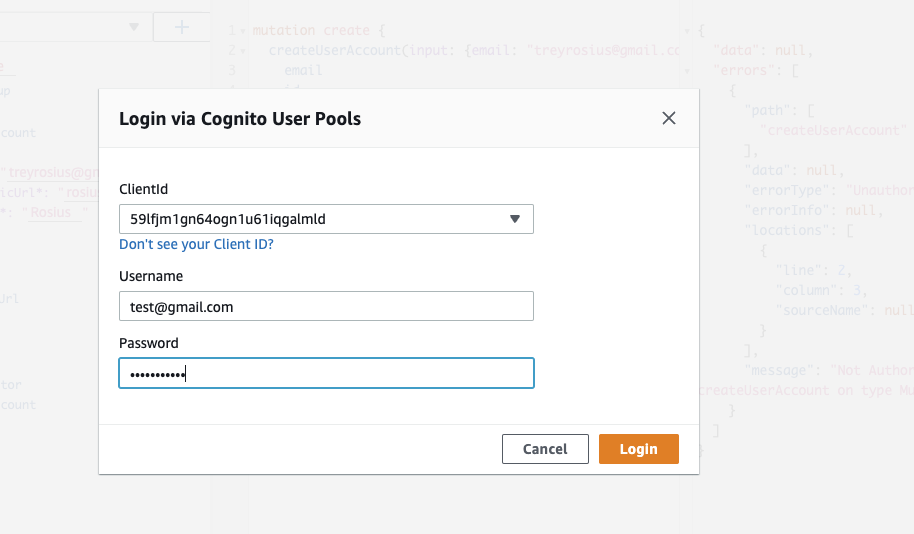 1 mutation create {
2 createUserAccount(input: {email: "treyrosius@gmail.co
3 email
{
"data": null,
"errors": [
{
"path": [
"createUserAccount"
],
"data": null,
"errorType": "Unauthor
"errorInfo": null,
"locations": [
{
"line": 2,
"column": 3,
"sourceName": null
}
],
"message": "Not Author
createUserAccount on type Mu
}
]
}
e
up
count
"treyrosius@gm
icUrl*: "rosius
*: "Rosius "
Url
tor
count
Login via Cognito User Pools
ClientId
59lfjm1gn64ogn1u61iqgalmld
Don't see your Client ID?
Username
test@gmail.com
Password
•••••••••••
Cancel
Login